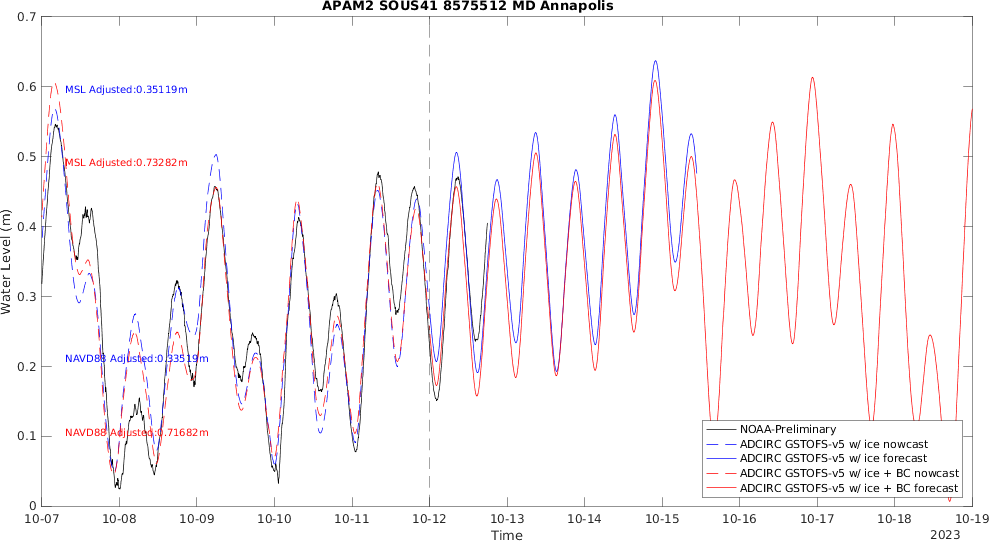 APAM2 SOUS41 8575512 MD Annapolis
0.7
0.6
0.5
0.4
0.3
0.2
0.1
0
Water Level (m)
MSL Adjusted:0.35119m
MSL Adjusted:0.73282m
NAVD88 Adjusted:0.33519m
NAVD88 Adjusted:0.71682m
NOAA-Preliminary
ADCIRC GSTOFS-v5 w/ ice nowcast
ADCIRC GSTOFS-v5 w/ ice forecast
ADCIRC GSTOFS-v5 w/ ice + BC nowcast
ADCIRC GSTOFS-v5 w/ ice + BC forecast
10-07 10-08 10-09 10-10 10-11 10-12 10-13 10-14 10-15 10-16 10-17 10-18 10-19
Time
2023